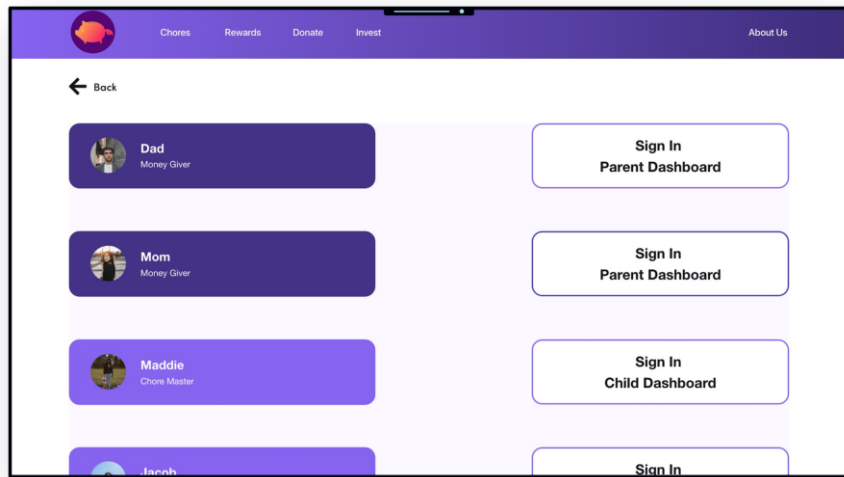 Chores Rewards Donate Invest About Us
Back
Dad
Money Giver
Sign In
Parent Dashboard
Mom
Money Giver
Sign In
Parent Dashboard
Maddie
Chore Master
Sign In
Child Dashboard
Jacob
Sign In